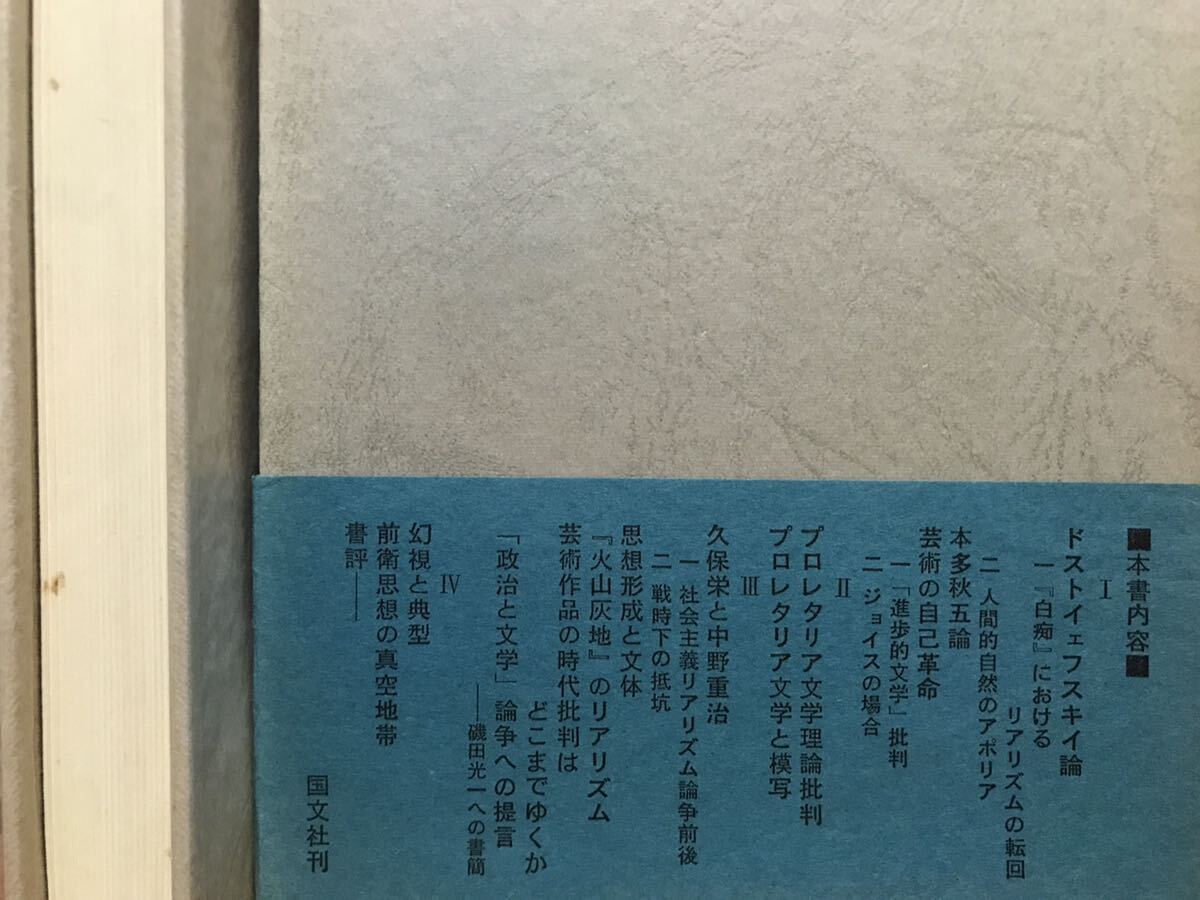 ■本書内容■
Ⅰ
ドストイェフスキイ論
一『白痴』における
リアリズムの転回
二 人間的自然のアポリア
本多秋五論
芸術の自己革命
一「進歩的文学」批判
二 ジョイスの場合
Ⅱ
プロレタリア文学理論批判
プロレタリア文学と模写
Ⅲ
久保栄と中野重治
一 社会主義リアリズム論争前後
二 戦時下の抵坑
思想形成と文体
『火山灰地』のリアリズム
芸術作品の時代批判は
どこまでゆくか
「政治と文学」論争への提言
――磯田光一への書簡
Ⅳ
幻視と典型
前衛思想の真空地帯
書評――
国文社刊